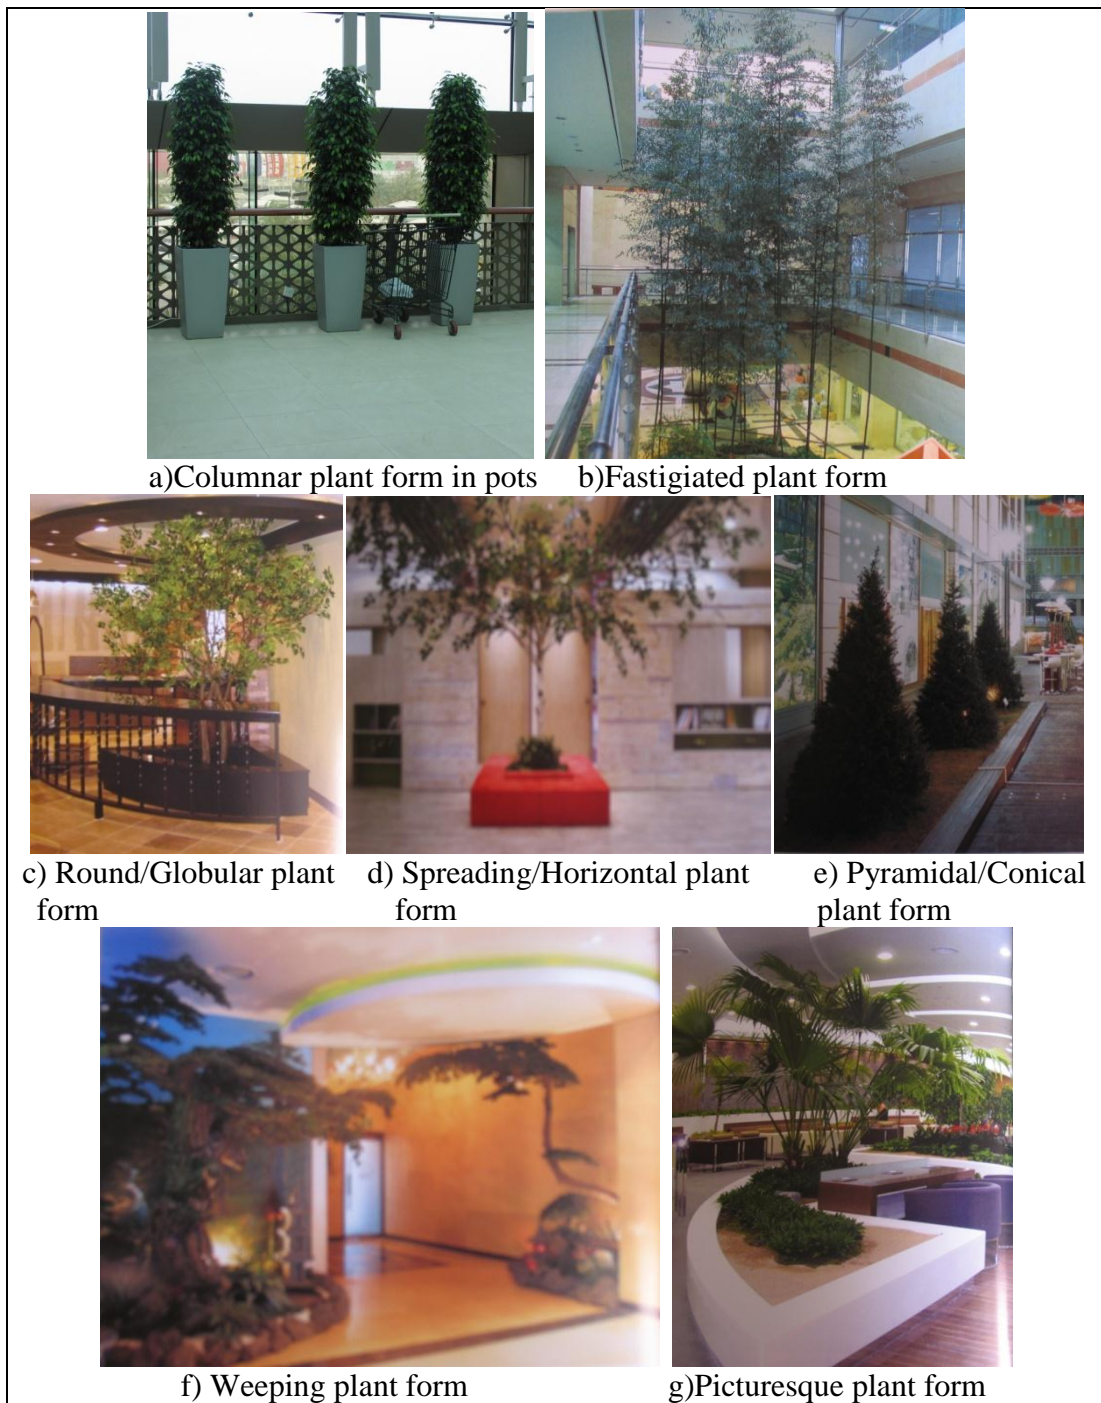 a)Columnar plant form in pots b)Fastigiated plant form
c) Round/Globular plant form d) Spreading/Horizontal plant form e) Pyramidal/Conical plant form
f) Weeping plant form g)Picturesque plant form